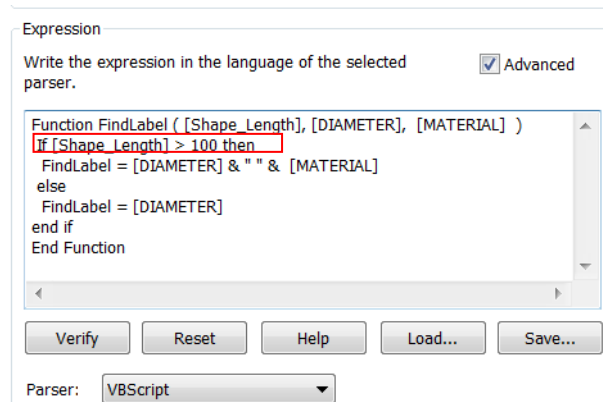 Expression
Write the expression in the language of the selected parser.
Advanced
Function FindLabel ( [Shape_Length], [DIAMETER],  [MATERIAL]  )
If [Shape_Length] > 100 then
FindLabel = [DIAMETER] & " " &  [MATERIAL]
else
FindLabel = [DIAMETER]
end if
End Function
Verify
Reset
Help
Load...
Save...
Parser:
VBScript